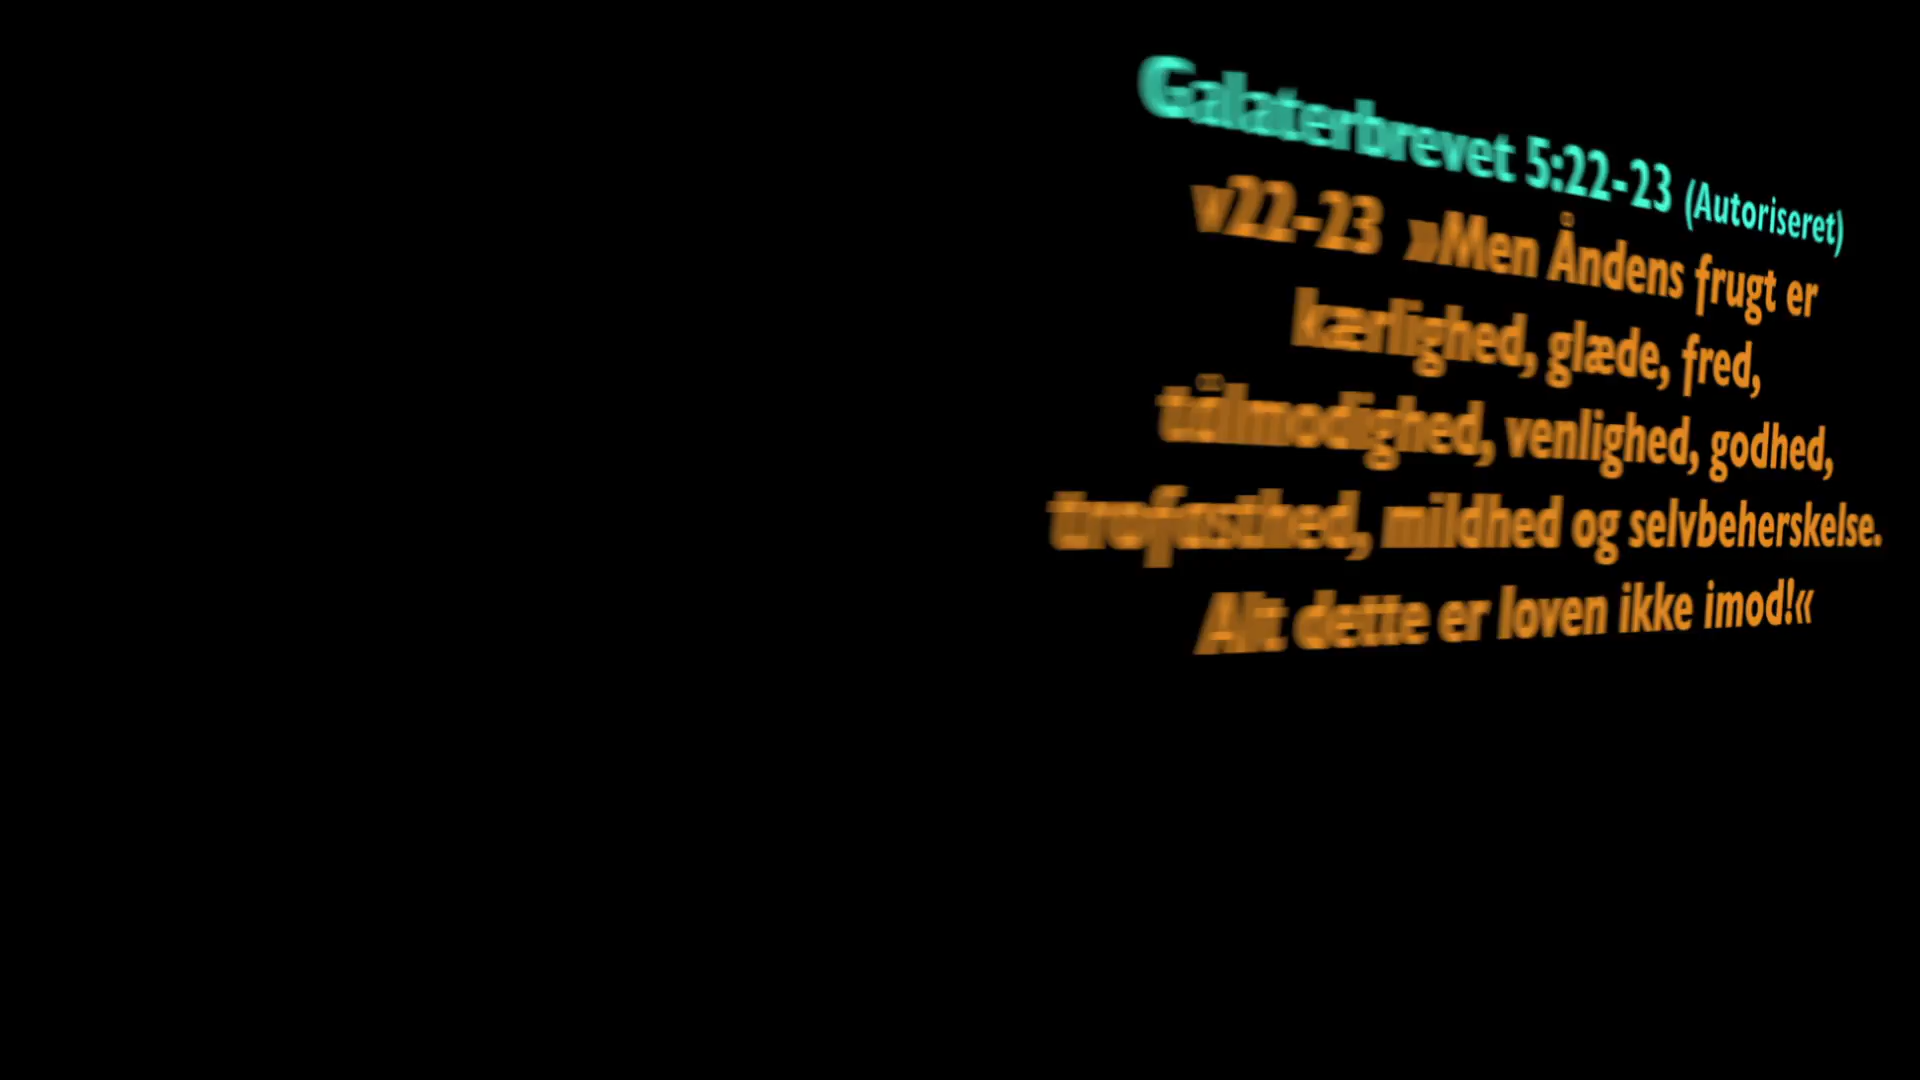 Galaterbrevet 5:22-23 (Autoriseret)
v22-23 »Men Åndens frugt er
kærlighed, glæde, fred,
tålmodighed, venlighed, godhed,
trofasthed, mildhed og selvbeherskelse.
Alt dette er loven ikke imod!«